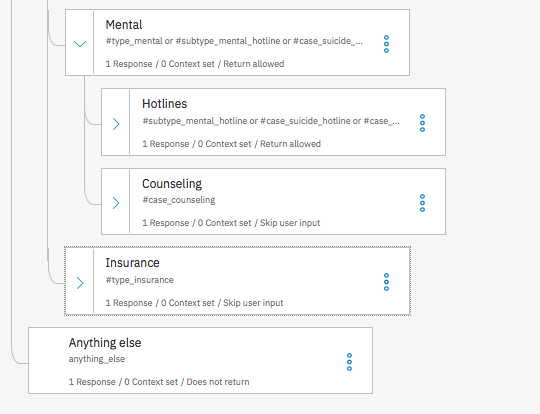 Mental
#type_mental or #subtype_mental_hotline or #case_suicide_...
1 Response / 0 Context set / Return allowed
Hotlines
#subtype_mental_hotline or #case_suicide_hotline or #case_...
1 Response / 0 Context set / Return allowed
Counseling
#case_counseling
1 Response / 0 Context set / Skip user input
Insurance
#type_insurance
1 Response / 0 Context set / Skip user input
Anything else
anything_else
1 Response / 0 Context set / Does not return